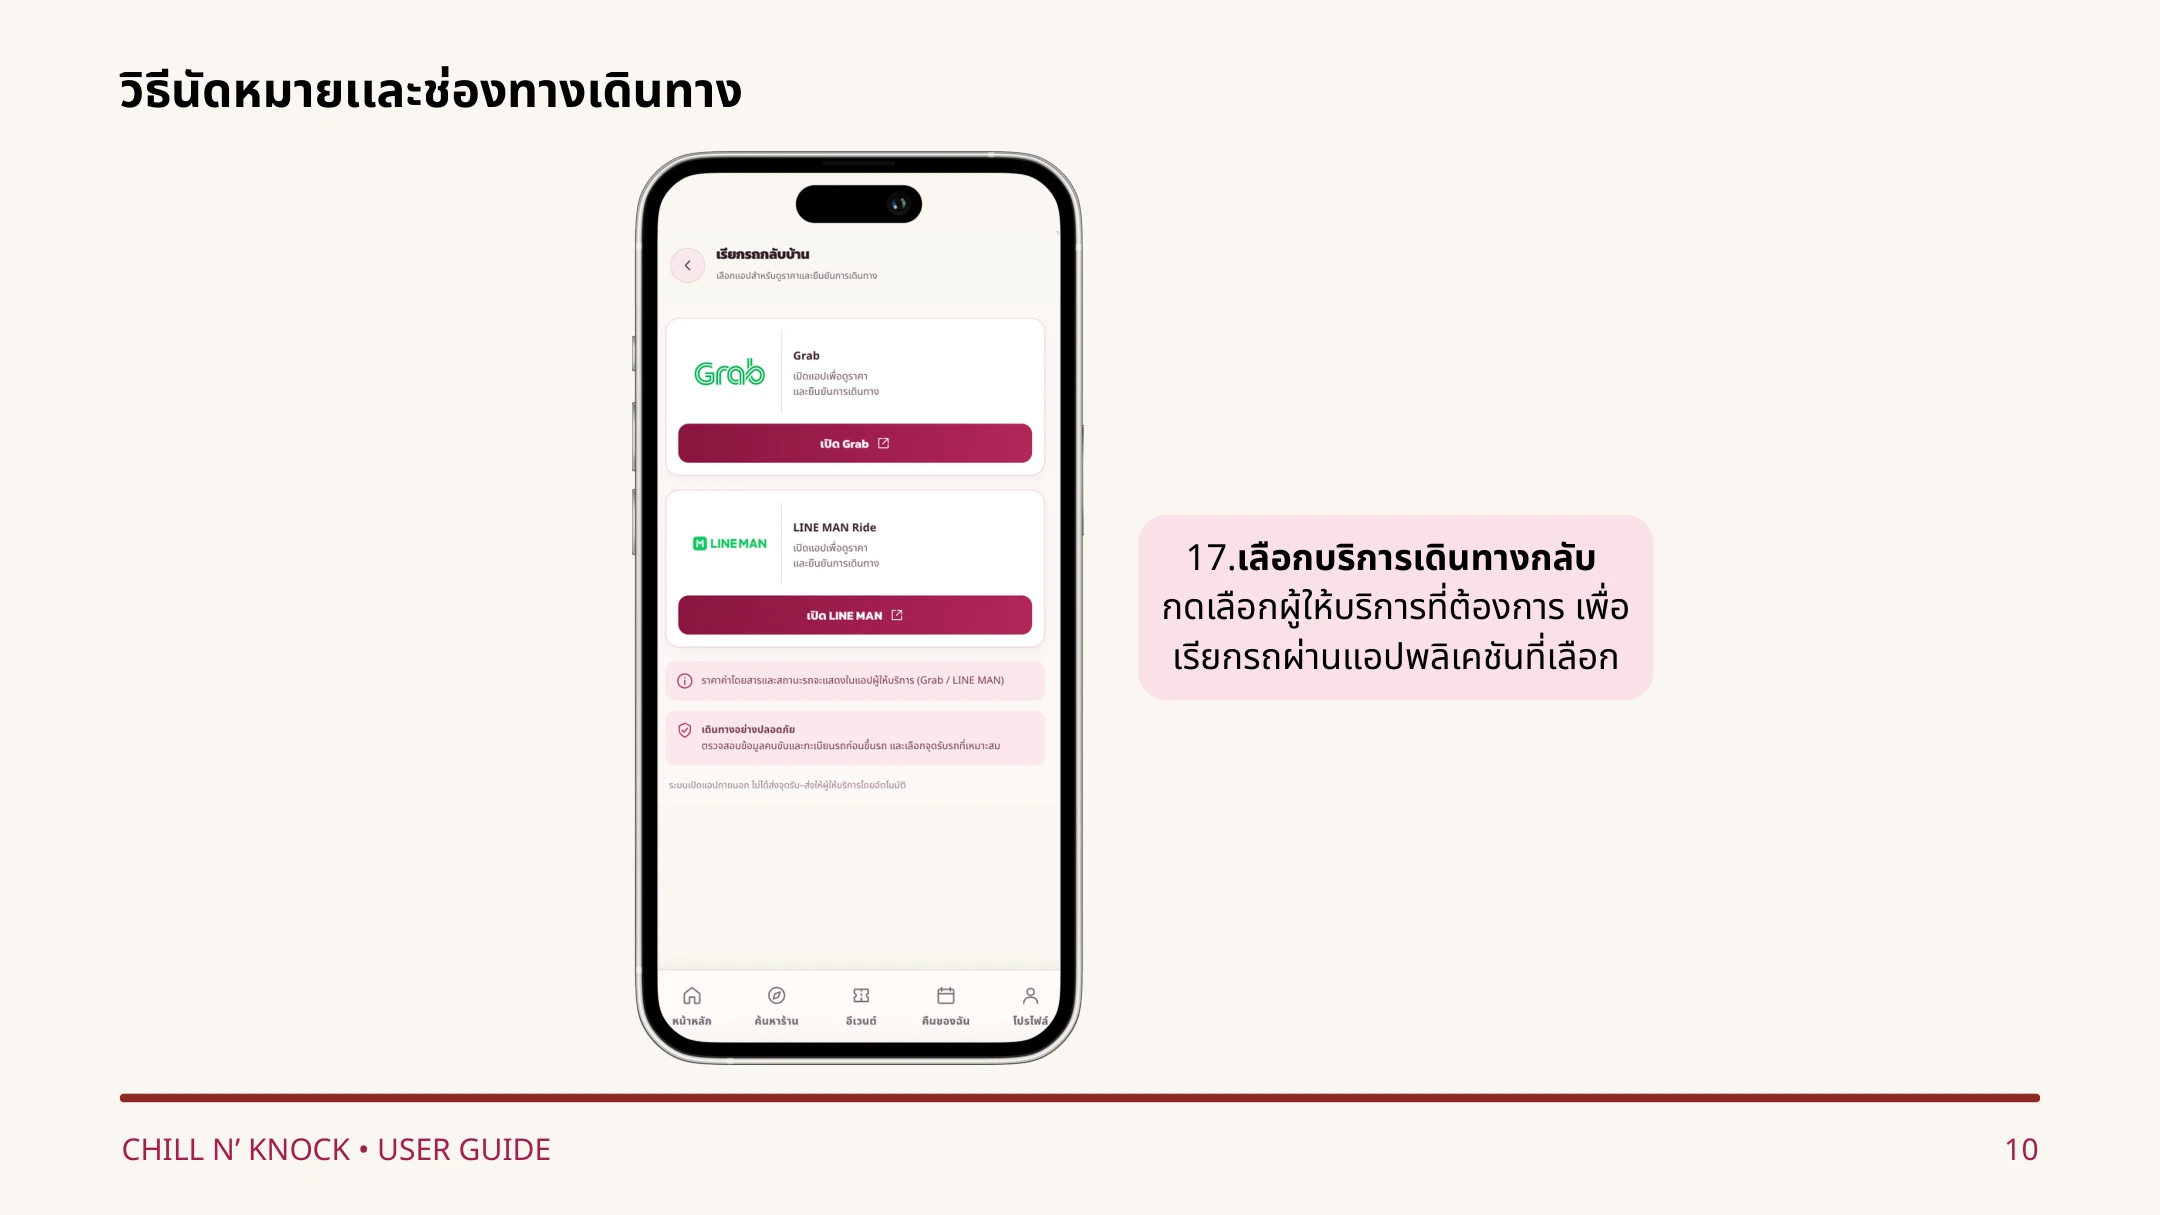 วิธีนัดหมายและช่องทางเดินทาง
เรียกรถกลับบ้าน
เลือกแอปสำหรับดูราคาและยืนยันการเดินทาง
Grab
Grab
เปิดแอปเพื่อดูราคา
และยืนยันการเดินทาง
เปิด Grab
LINE MAN
LINE MAN Ride
เปิดแอปเพื่อดูราคา
และยืนยันการเดินทาง
เปิด LINE MAN
ราคาค่าโดยสารและสถานะรถจะแสดงในแอปผู้ให้บริการ (Grab / LINE MAN)
เดินทางอย่างปลอดภัย
ตรวจสอบข้อมูลคนขับและทะเบียนรถก่อนขึ้นรถ และเลือกจุดรับรถที่เหมาะสม
ระบบเปิดแอปภายนอก ไม่ได้ส่งจุดรับ–ส่งให้ผู้ให้บริการโดยอัตโนมัติ
หน้าหลัก ค้นหาร้าน อีเวนต์ คืนของฉัน โปรไฟล์
17.เลือกบริการเดินทางกลับ
กดเลือกผู้ให้บริการที่ต้องการ เพื่อ
เรียกรถผ่านแอปพลิเคชันที่เลือก
CHILL N’ KNOCK • USER GUIDE
10